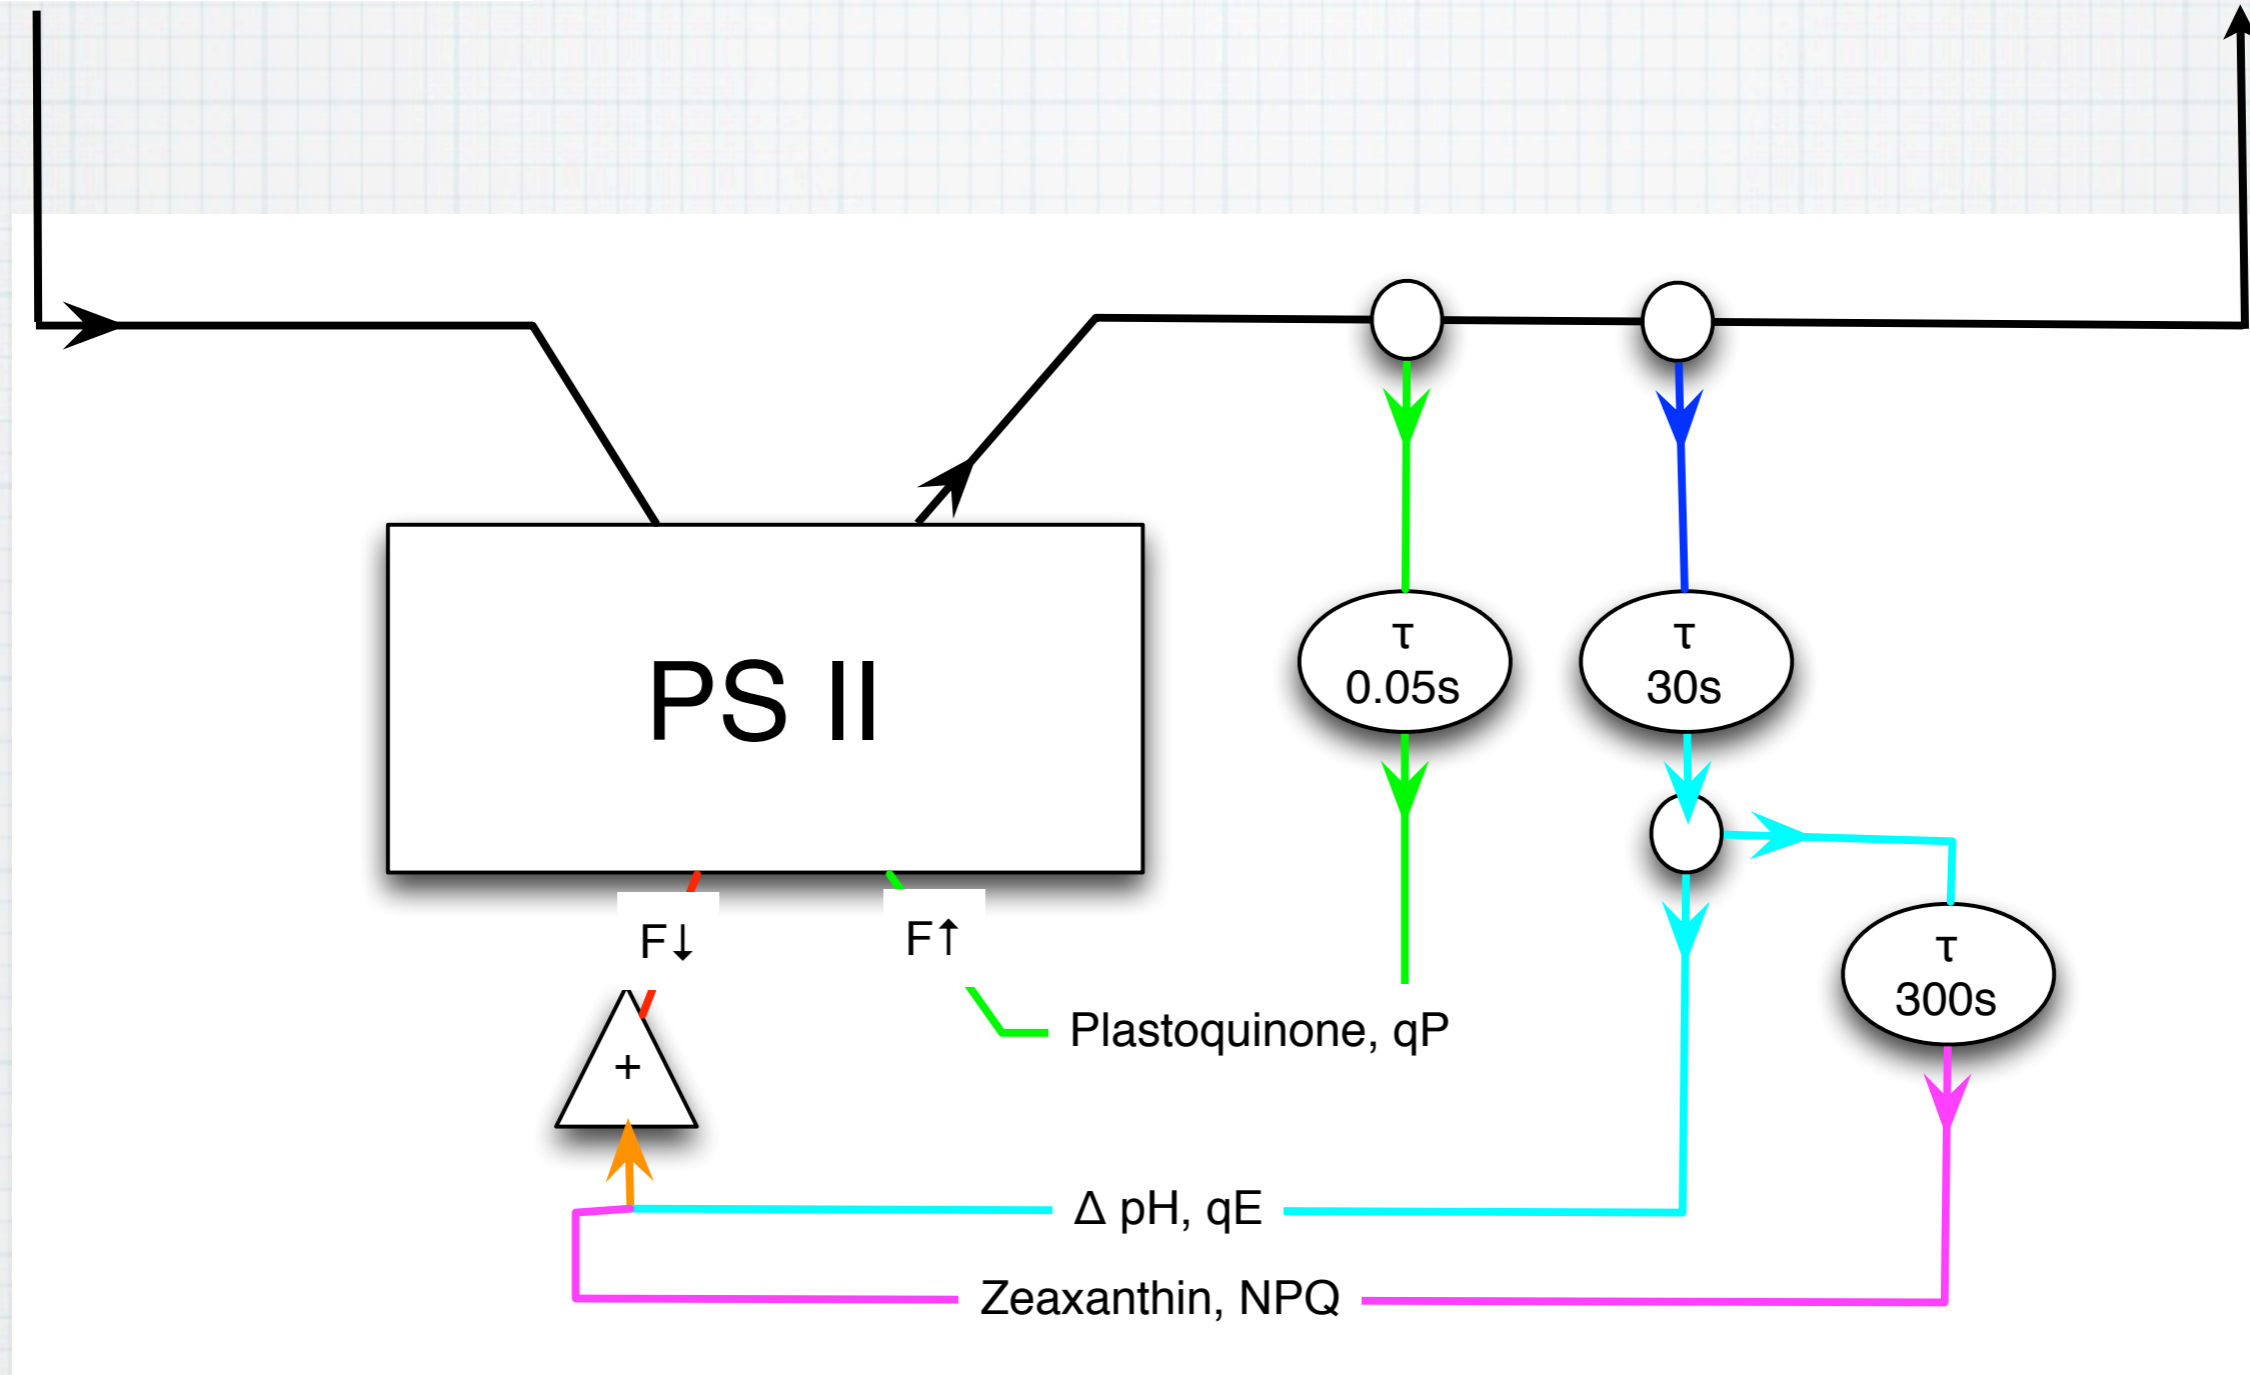 τ
0.05s
τ
30s
PS II
F↓
F↑
τ
300s
Plastoquinone, qP
+
Δ pH, qE
Zeaxanthin, NPQ